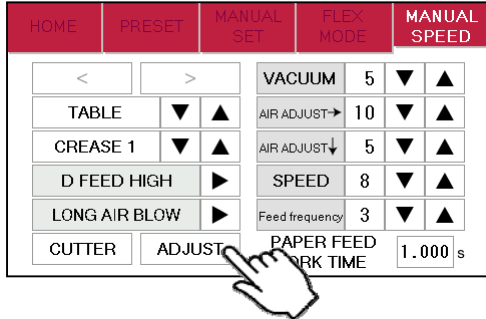 HOME PRESET MANUAL SET FLEX MODE MANUAL SPEED
< >
TABLE ▼ ▲
CREASE 1 ▼ ▲
D FEED HIGH ▶
LONG AIR BLOW ▶
CUTTER ADJUST
VACUUM 5 ▼ ▲
AIR ADJUST→ 10 ▼ ▲
AIR ADJUST↓ 5 ▼ ▲
SPEED 8 ▼ ▲
Feed frequency 3 ▼ ▲
PAPER FEED
TIME 1.000 s